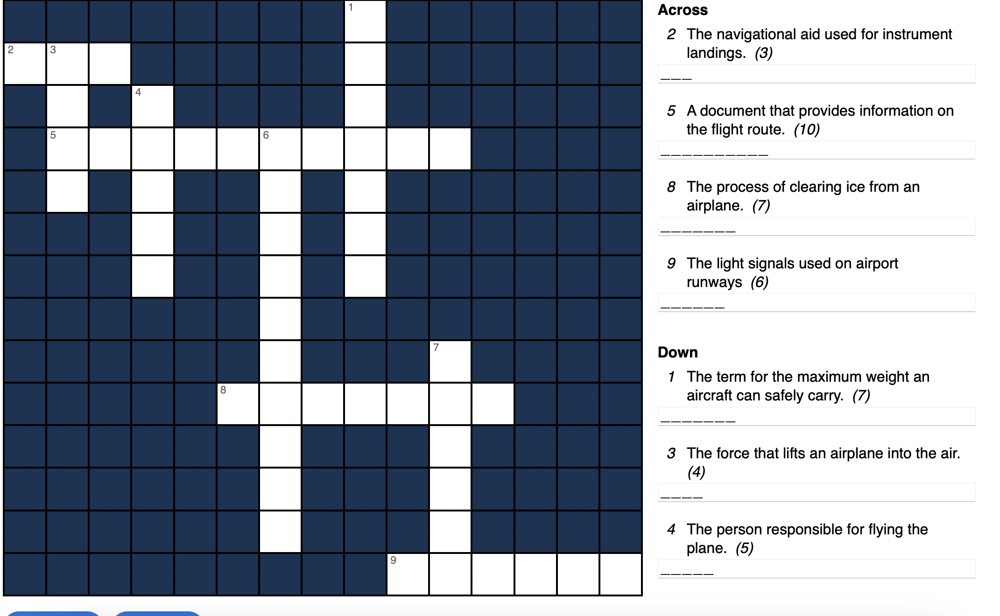 1
2 3
4
5 6
7
8
9
Across
2 The navigational aid used for instrument
landings. (3)
___
5 A document that provides information on
the flight route. (10)
__________
8 The process of clearing ice from an
airplane. (7)
_______
9 The light signals used on airport
runways (6)
______
Down
1 The term for the maximum weight an
aircraft can safely carry. (7)
_______
3 The force that lifts an airplane into the air.
(4)
____
4 The person responsible for flying the
plane. (5)
_____